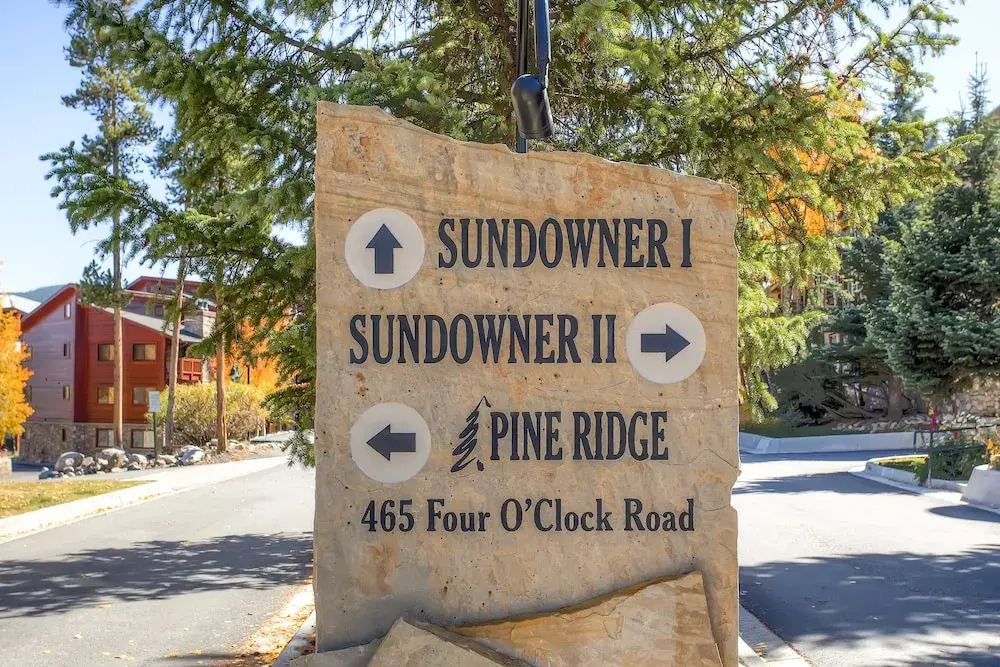 SUNDOWNER I
SUNDOWNER II
PINE RIDGE
465 Four O'Clock Road